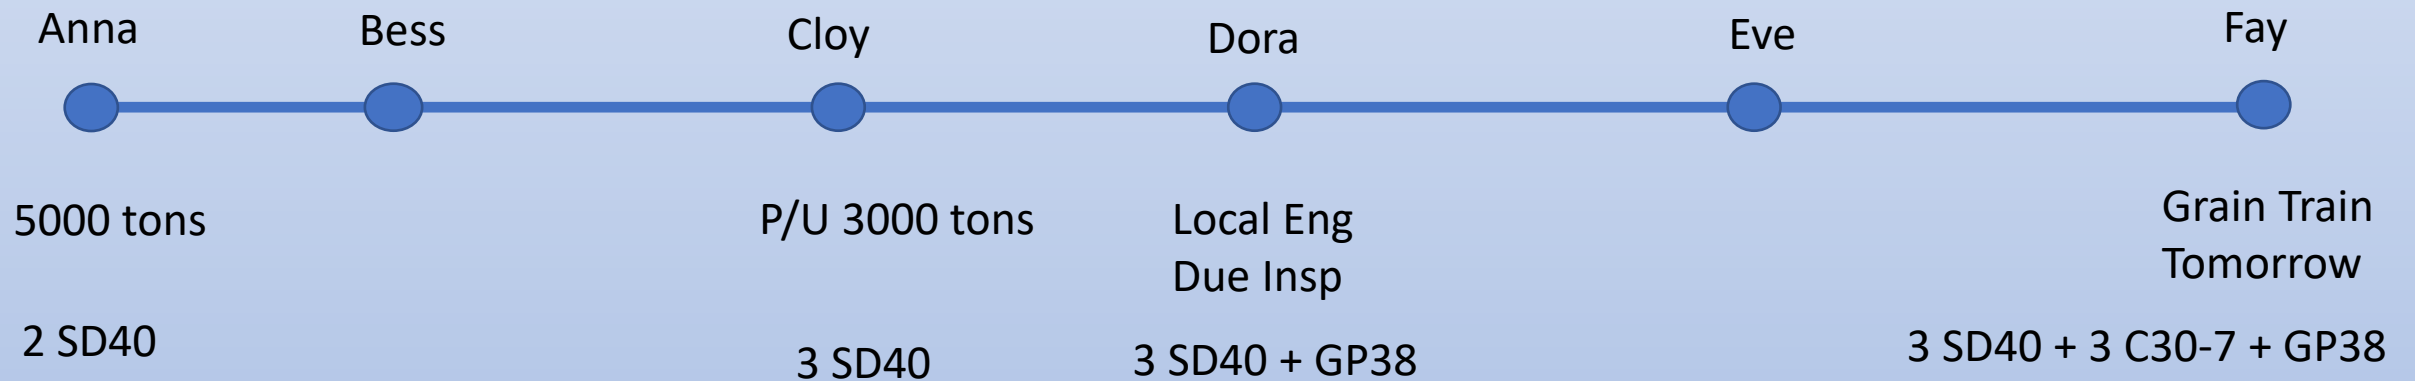 Anna
Bess
Cloy
Dora
Eve
Fay
5000 tons
P/U 3000 tons
Local Eng
Due Insp
Grain Train
Tomorrow
2 SD40
3 SD40
3 SD40 + GP38
3 SD40 + 3 C30-7 + GP38